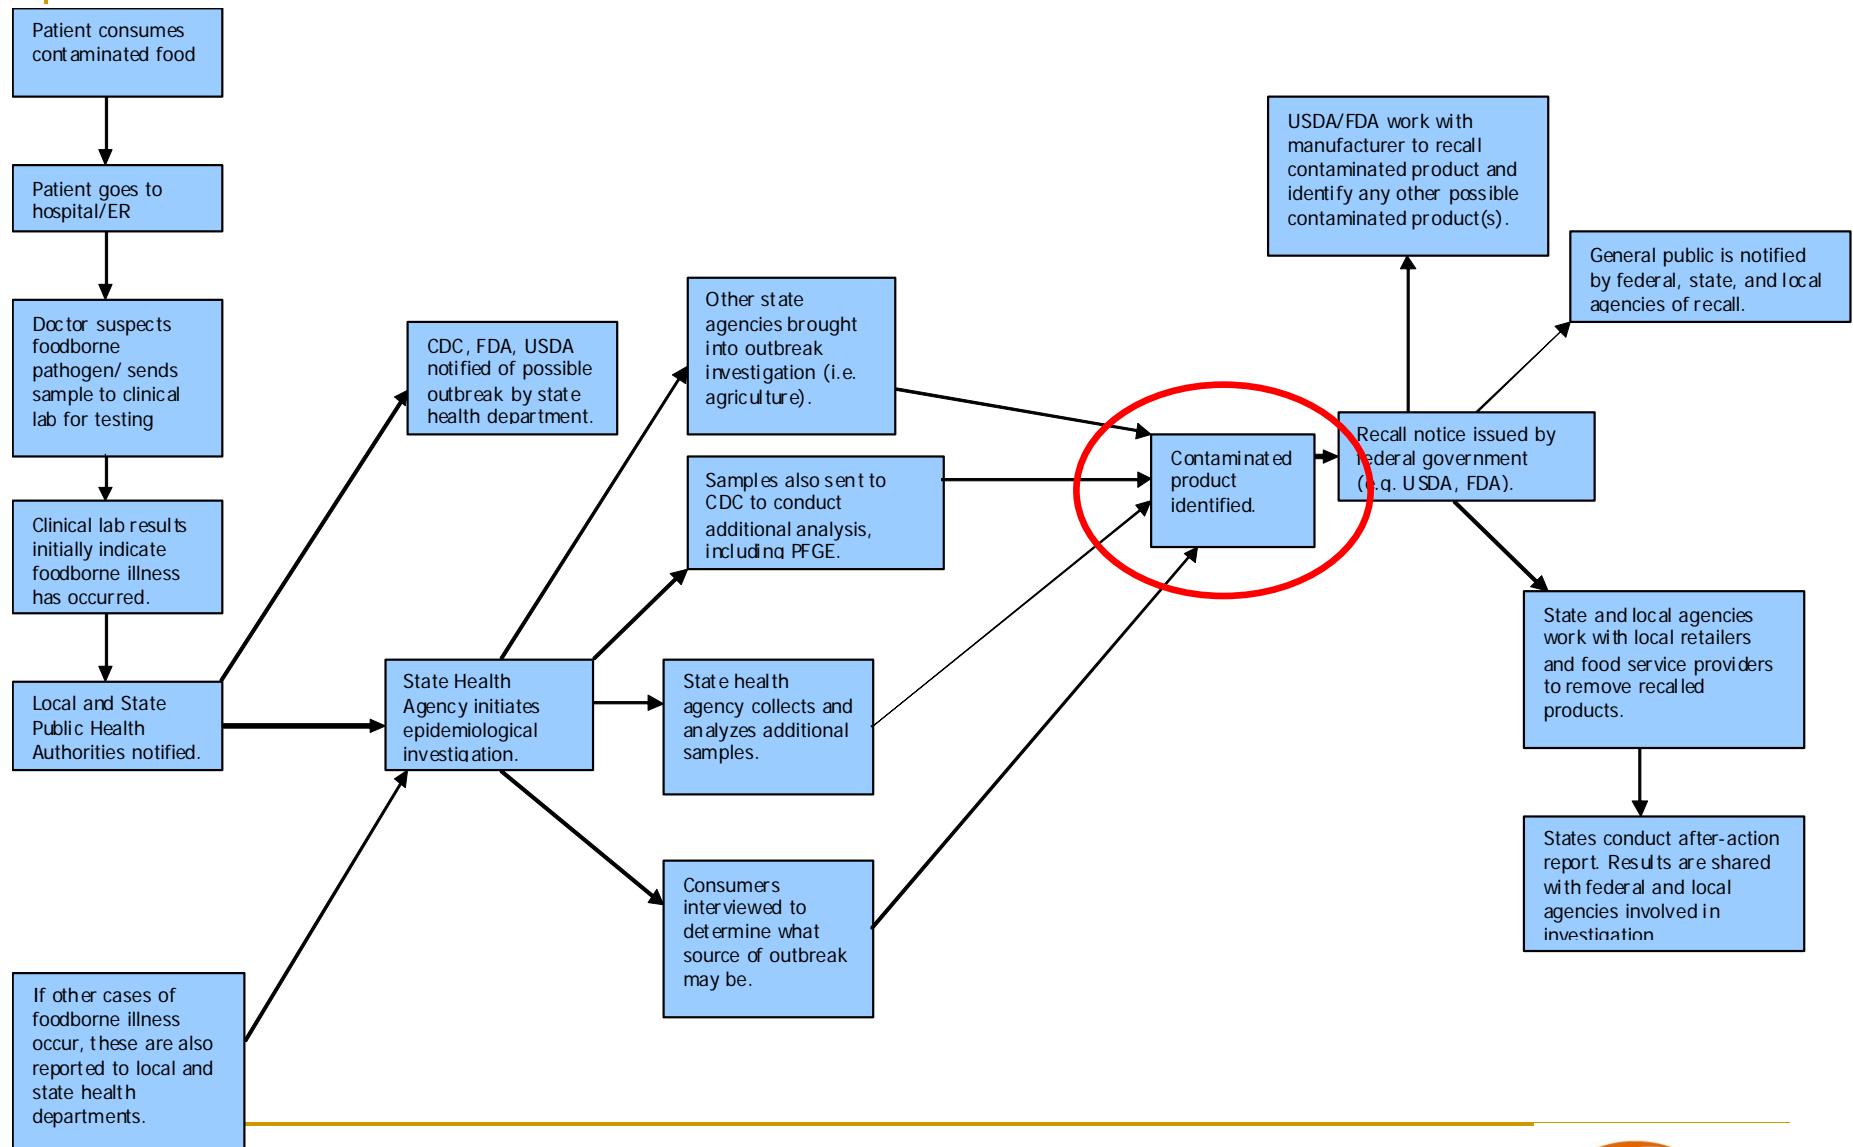 Patient consumes
contaminated food
Patient goes to
hospital/ER
Doctor suspects
foodborne
pathogen/ sends
sample to clinical
lab for testing
Clinical lab results
initially indicate
foodborne illness
has occurred.
Local and State
Public Health
Authorities notified.
If other cases of
foodborne illness
occur, these are also
reported to local and
state health
departments.
CDC, FDA, USDA
notified of possible
outbreak by state
health department.
State Health
Agency initiates
epidemiological
investigation.
Other state
agencies brought
into outbreak
investigation (i.e.
agriculture).
Samples also sent to
CDC to conduct
additional analysis,
including PFGE.
State health
agency collects and
analyzes additional
samples.
Consumers
interviewed to
determine what
source of outbreak
may be.
Contaminated
product
identified.
Recall notice issued by
federal government
(e.g. USDA, FDA).
USDA/FDA work with
manufacturer to recall
contaminated product and
identify any other possible
contaminated product(s).
General public is notified
by federal, state, and local
agencies of recall.
State and local agencies
work with local retailers
and food service providers
to remove recalled
products.
States conduct after-action
report. Results are shared
with federal and local
agencies involved in
investigation